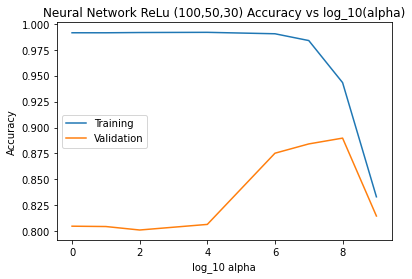 Neural Network ReLu (100,50,30) Accuracy vs log_10(alpha)
1.000
0.975
0.950
0.925
0.900
0.875
0.850
0.825
0.800
Accuracy
Training
Validation
0 2 4 6 8
log_10 alpha